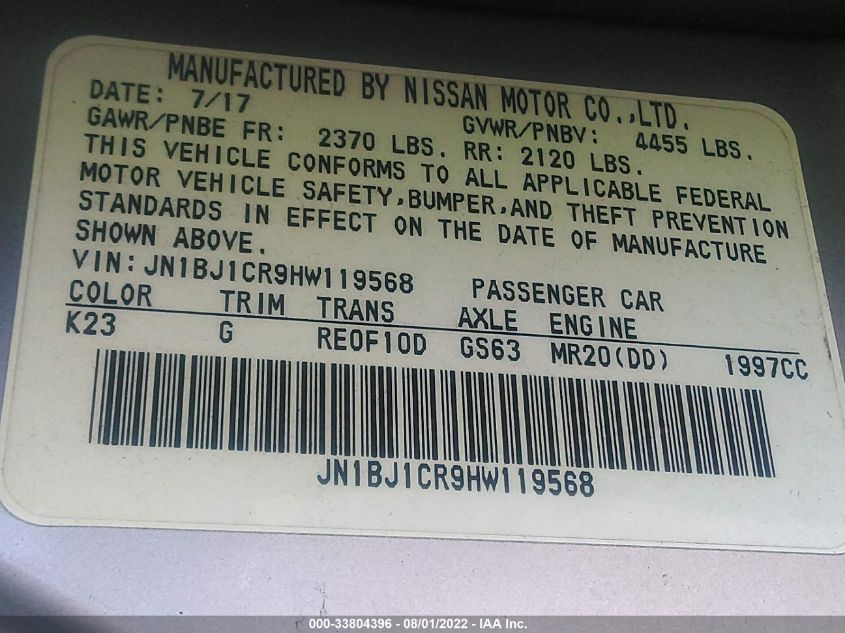 MANUFACTURED BY NISSAN MOTOR CO.,LTD.
DATE: 7/17 GVWR/PNBV: 4455 LBS.
GAWR/PNBE FR: 2370 LBS. RR: 2120 LBS.
THIS VEHICLE CONFORMS TO ALL APPLICABLE FEDERAL
MOTOR VEHICLE SAFETY,BUMPER,AND THEFT PREVENTION
STANDARDS IN EFFECT ON THE DATE OF MANUFACTURE
SHOWN ABOVE.
VIN:JN1BJ1CR9HW119568 PASSENGER CAR
COLOR TRIM TRANS AXLE ENGINE
K23 G RE0F10D GS63 MR20(DD) 1997CC
JN1BJ1CR9HW119568
000-33804396 - 08/01/2022 - IAA Inc.